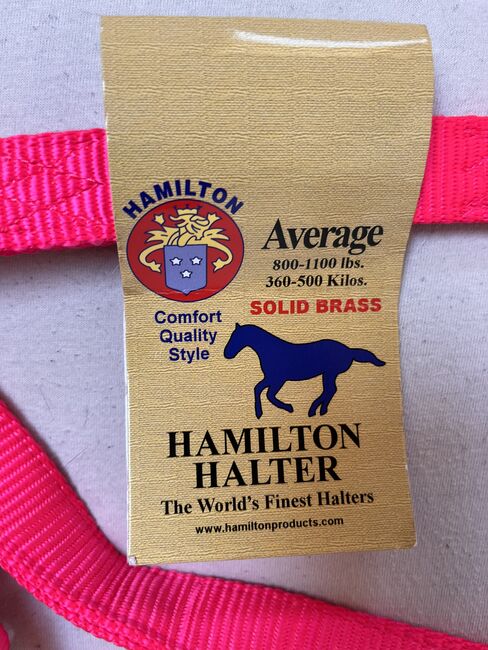 HAMILTON
Average
800-1100 lbs.
360-500 Kilos.
SOLID BRASS
Comfort
Quality
Style
HAMILTON
HALTER
The World's Finest Halters
www.hamiltonproducts.com